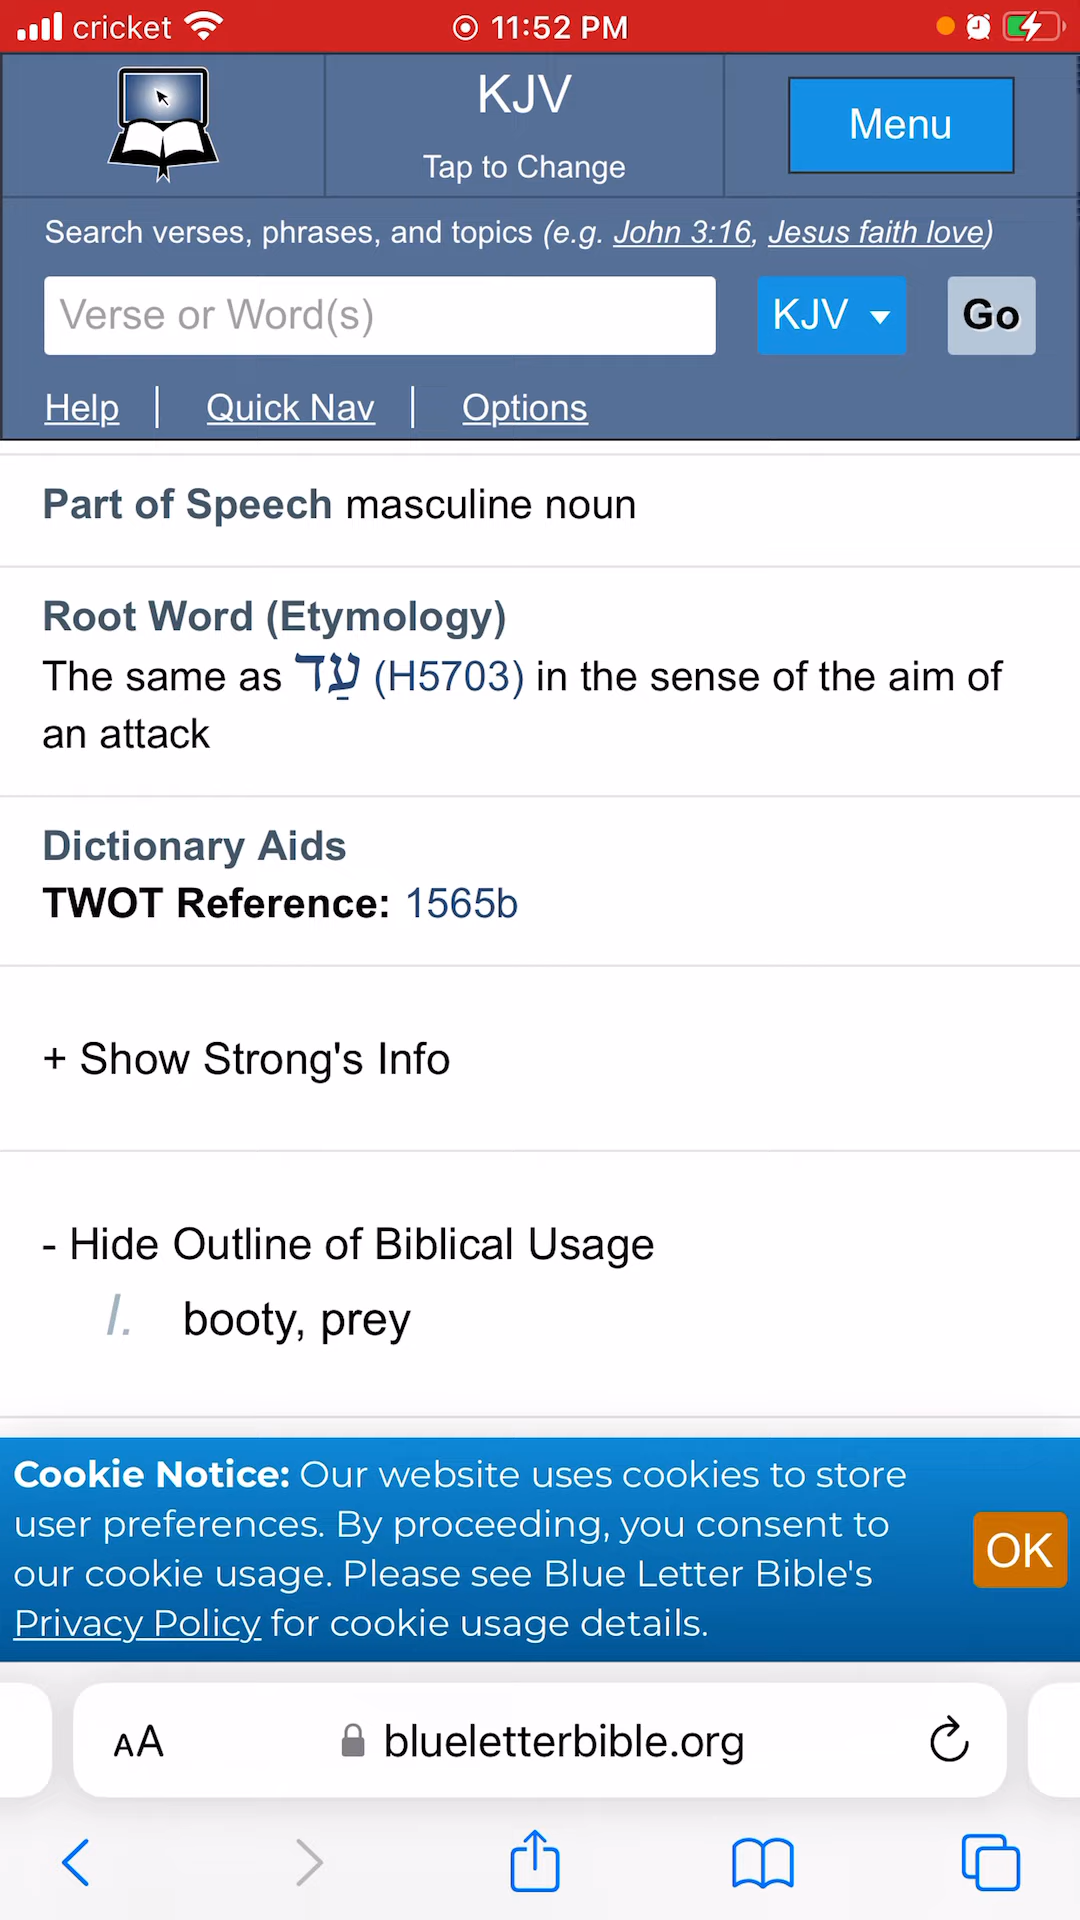 cricket 11:52 PM
KJV
Tap to Change
Menu
Search verses, phrases, and topics (e.g. John 3:16, Jesus faith love)
Verse or Word(s) KJV Go
Help | Quick Nav | Options
Part of Speech masculine noun
Root Word (Etymology)
The same as עַד (H5703) in the sense of the aim of
an attack
Dictionary Aids
TWOT Reference: 1565b
+ Show Strong's Info
- Hide Outline of Biblical Usage
I. booty, prey
Cookie Notice: Our website uses cookies to store
user preferences. By proceeding, you consent to
our cookie usage. Please see Blue Letter Bible's
Privacy Policy for cookie usage details.
OK
AA blueletterbible.org